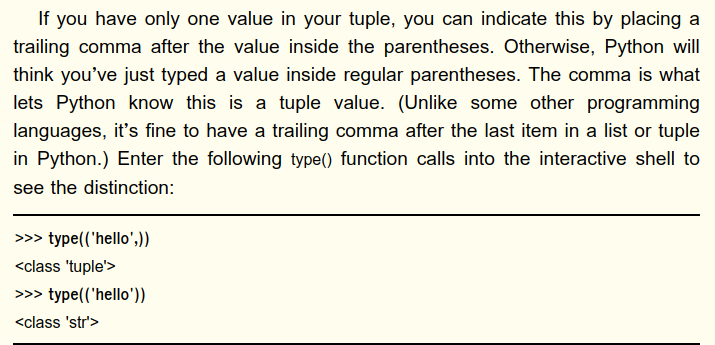 If you have only one value in your tuple, you can indicate this by placing a
trailing comma after the value inside the parentheses. Otherwise, Python will
think you’ve just typed a value inside regular parentheses. The comma is what
lets Python know this is a tuple value. (Unlike some other programming
languages, it’s fine to have a trailing comma after the last item in a list or tuple
in Python.) Enter the following type() function calls into the interactive shell to
see the distinction:
>>> type(('hello',))
<class 'tuple'>
>>> type(('hello'))
<class 'str'>